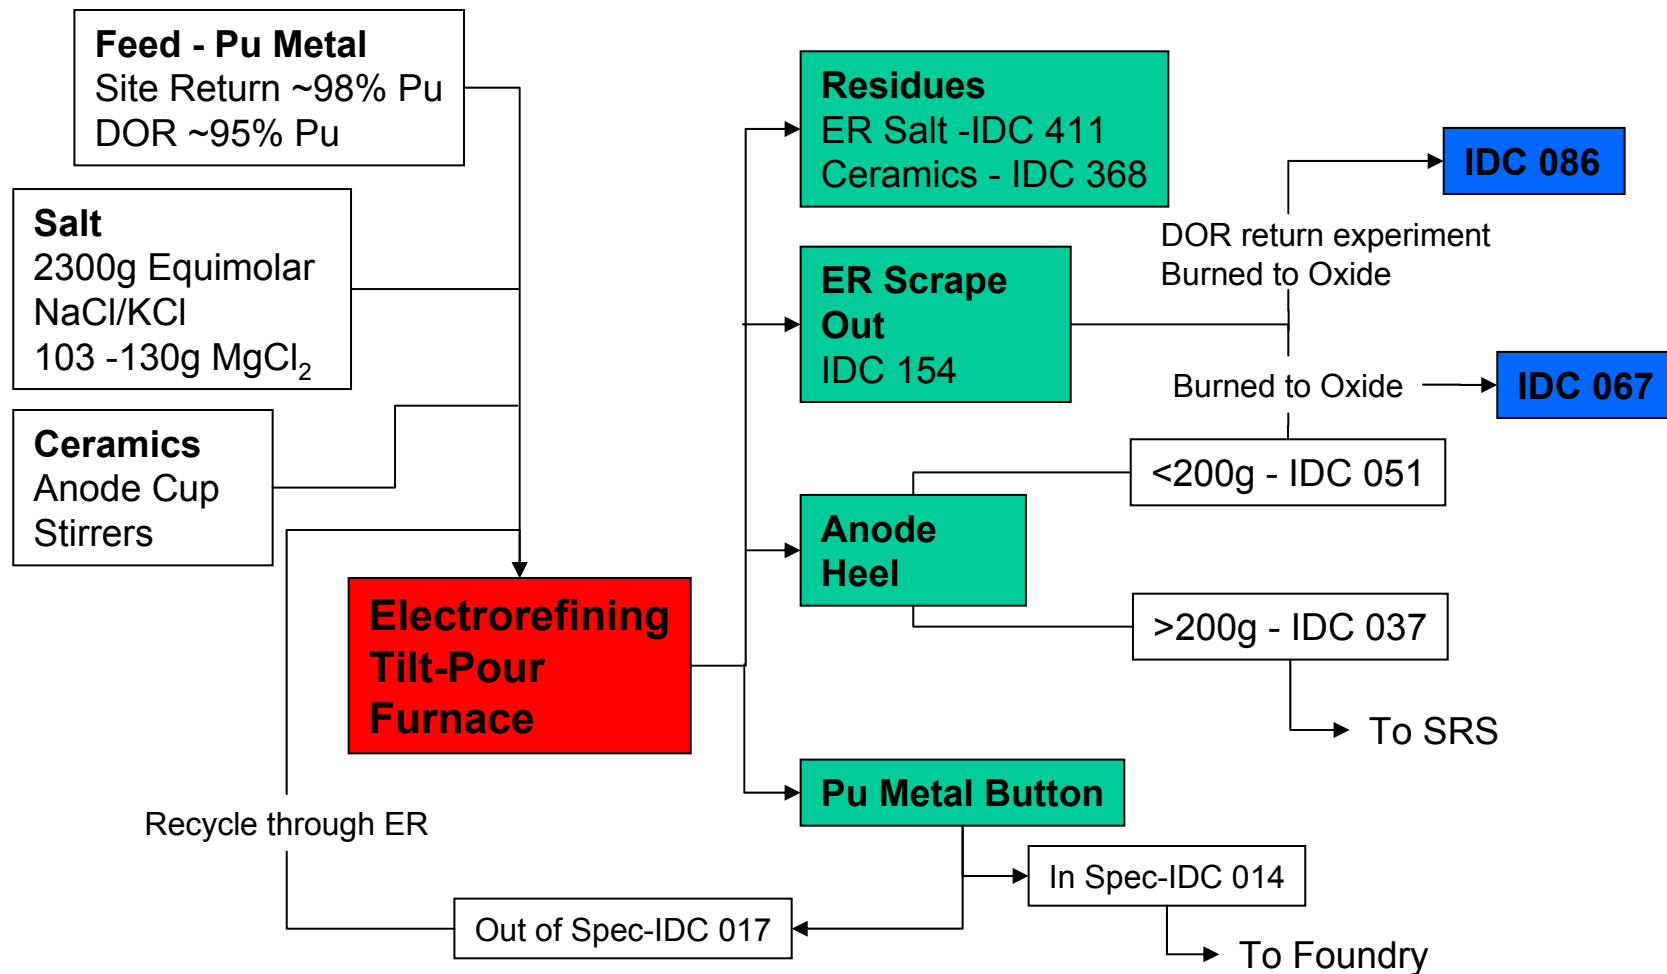 Feed - Pu Metal
Site Return ~98% Pu
DOR ~95% Pu
Salt
2300g Equimolar
NaCl/KCl
103 -130g MgCl₂
Ceramics
Anode Cup
Stirrers
Electrorefining
Tilt-Pour
Furnace
Recycle through ER
Residues
ER Salt -IDC 411
Ceramics - IDC 368
ER Scrape
Out
IDC 154
Anode
Heel
Pu Metal Button
IDC 086
DOR return experiment
Burned to Oxide
Burned to Oxide
IDC 067
<200g - IDC 051
>200g - IDC 037
To SRS
In Spec-IDC 014
Out of Spec-IDC 017
To Foundry